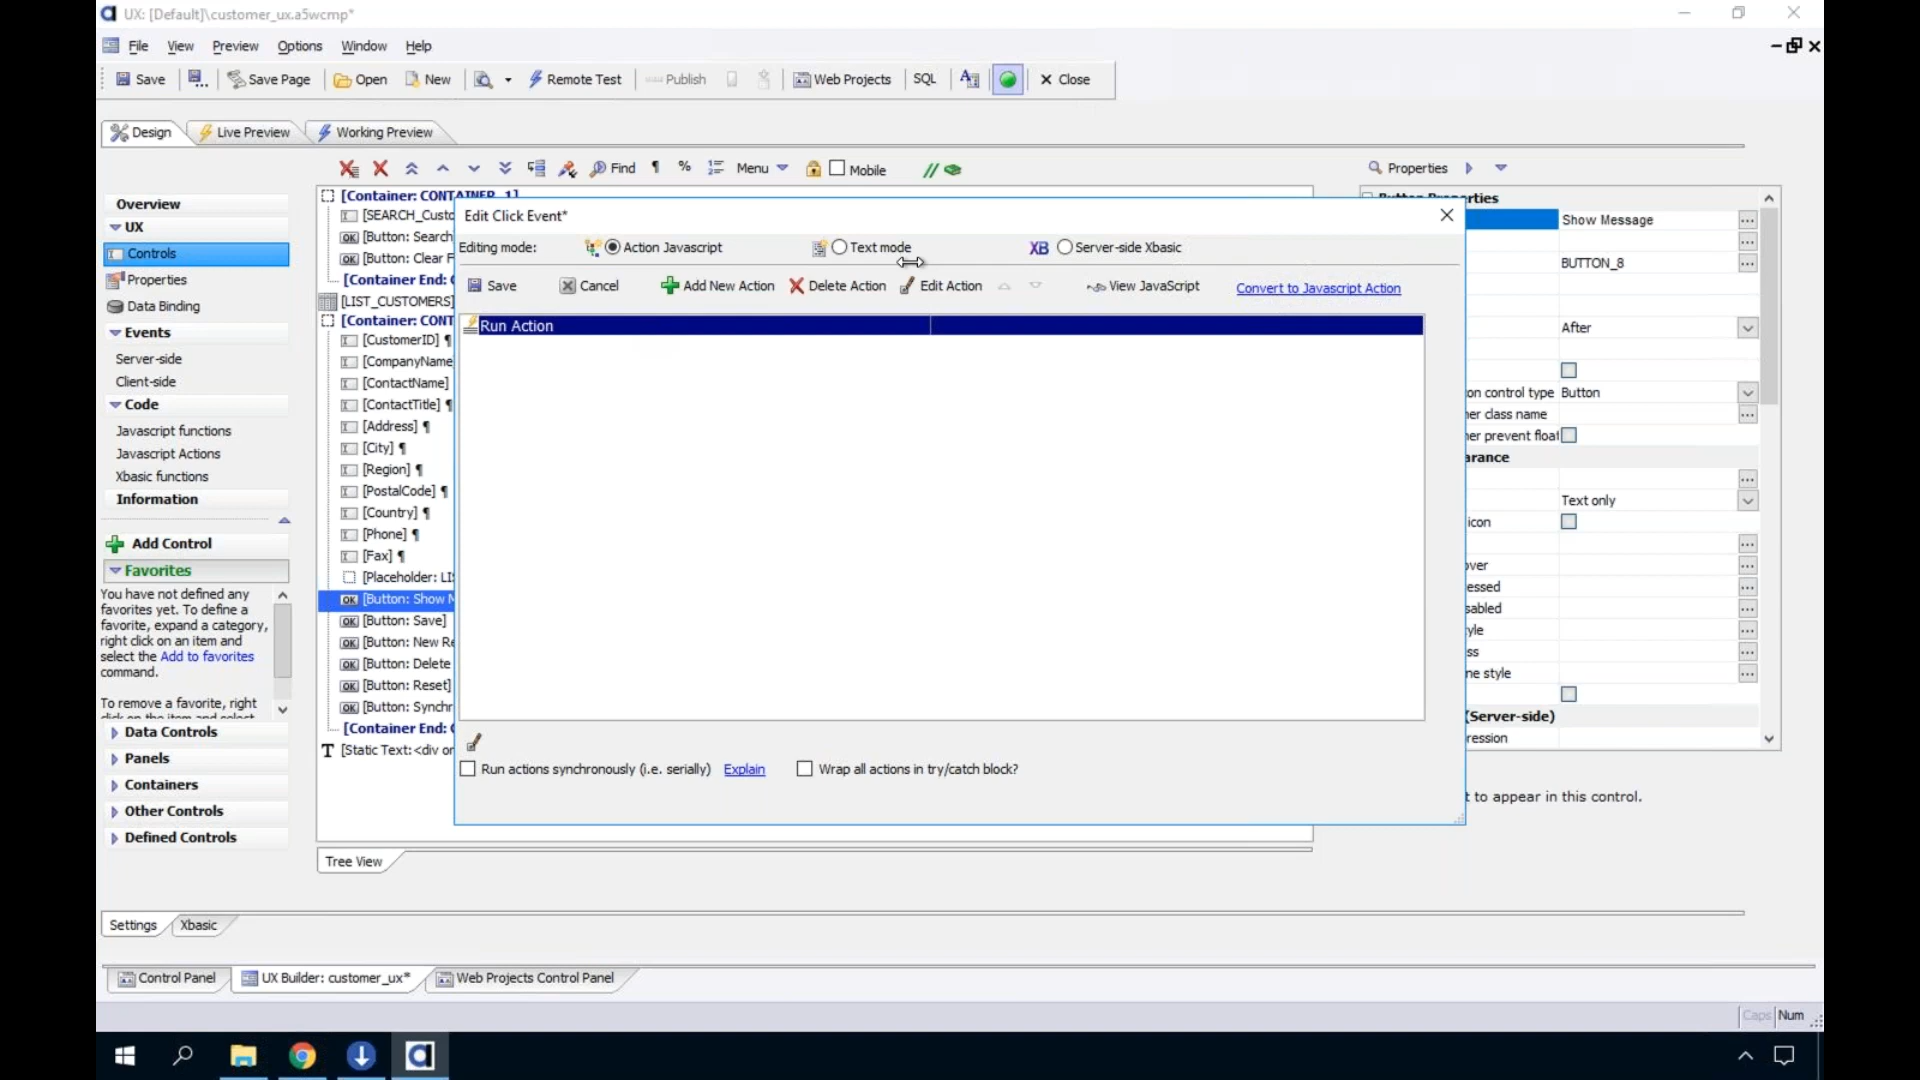 UX: [Default]\customer_ux.a5wcmp*
File View Preview Options Window Help
Save Save Page Open New Remote Test Publish Web Projects SQL Close
Design Live Preview Working Preview
Find Menu Mobile Properties
Overview
UX
Controls
Properties
Data Binding
Events
Server-side
Client-side
Code
Javascript functions
Javascript Actions
Xbasic functions
Information
Add Control
Favorites
You have not defined any
favorites yet. To define a
favorite, expand a category,
right click on an item and
select the Add to favorites
command.
To remove a favorite, right
click on the item and select
Data Controls
Panels
Containers
Other Controls
Defined Controls
[Container: CONTAINER_1]
[SEARCH_Custo
[Button: Search
[Button: Clear F
[Container End: 
[LIST_CUSTOMERS]
[Container: CONT
[CustomerID] ¶
[CompanyName
[ContactName]
[ContactTitle] ¶
[Address] ¶
[City] ¶
[Region] ¶
[PostalCode] ¶
[Country] ¶
[Phone] ¶
[Fax] ¶
[Placeholder: LIS
[Button: Show M
[Button: Save]
[Button: New Re
[Button: Delete
[Button: Reset]
[Button: Synchr
[Container End: 
[Static Text: <div or
Tree View
Edit Click Event*
Editing mode: Action Javascript Text mode XB Server-side Xbasic
Save Cancel Add New Action Delete Action Edit Action View JavaScript Convert to Javascript Action
Run Action
Run actions synchronously (i.e. serially) Explain Wrap all actions in try/catch block?
Button Properties
Show Message
BUTTON_8
After
on control type Button
ner class name
ner prevent float
arance
Text only
icon
over
essed
sabled
yle
ss
ne style
(Server-side)
ression
t to appear in this control.
Settings Xbasic
Control Panel UX Builder: customer_ux* Web Projects Control Panel
Caps Num